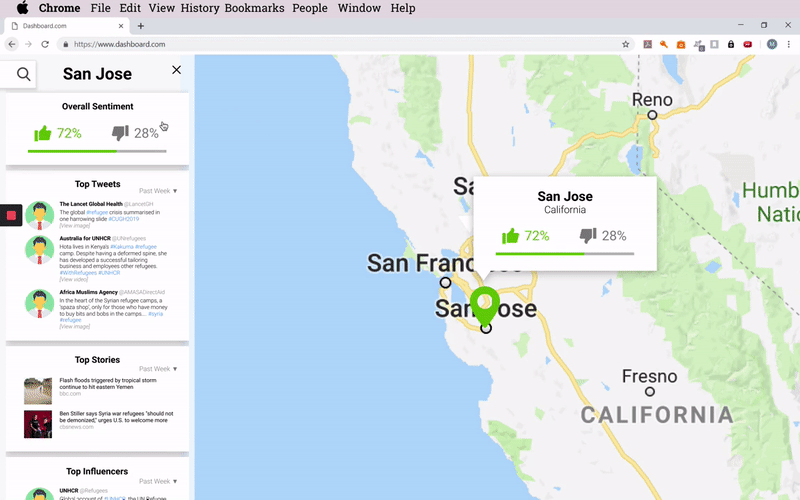 Chrome File Edit View History Bookmarks People Window Help
Dashboard.com
https://www.dashboard.com
M
San Jose
Overall Sentiment
72% 28%
Top Tweets
Past Week ▼
The Lancet Global Health @LancetGH
The global #refugee crisis summarised in
one harrowing slide #CUGH2019
[View image]
Australia for UNHCR @UNrefugees
Hota lives in Kenya's #Kakuma #refugee
camp. Despite having a deformed spine, she
has developed a successful tailoring
business and employees other refugees.
#WithRefugees #UNHCR
[View video]
Africa Muslims Agency @AMASADirectAid
In the heart of the Syrian refugee camps, a
'spaza shop', only for those who have money
to buy bits and bobs in the camps... #syria
#refugee
[View image]
Top Stories
Past Week ▼
Flash floods triggered by tropical storm
continue to hit eastern Yemen
bbc.com
Ben Stiller says Syria war refugees "should not
be demonized," urges U.S. to welcome more
cbsnews.com
Top Influencers
Past Week ▼
UNHCR @Refugees
Global account of #UNHCR, the UN Refugee
Reno
Humb
Natio
San Jose
California
72% 28%
San Franc
San Jose
Fresno
CALIFORNIA